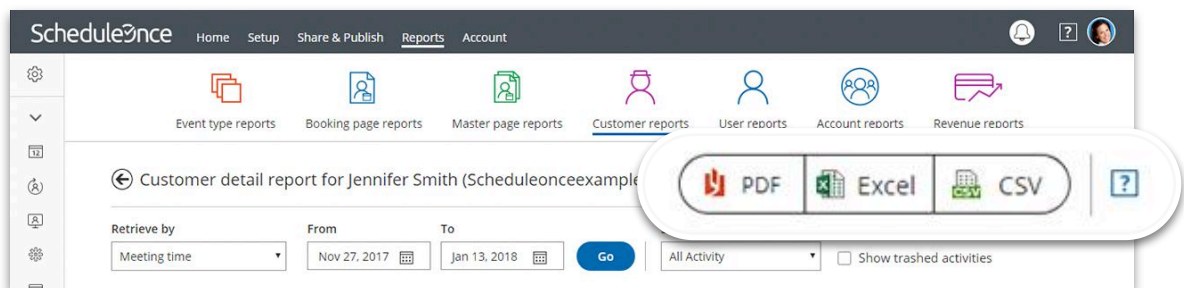 ScheduleOnce Home Setup Share & Publish Reports Account ?
Event type reports Booking page reports Master page reports Customer reports User reports Account reports Revenue reports
12
Customer detail report for Jennifer Smith (Scheduleonceexample
PDF Excel CSV ?
Retrieve by From To
Meeting time Nov 27, 2017 Jan 13, 2018 Go All Activity Show trashed activities